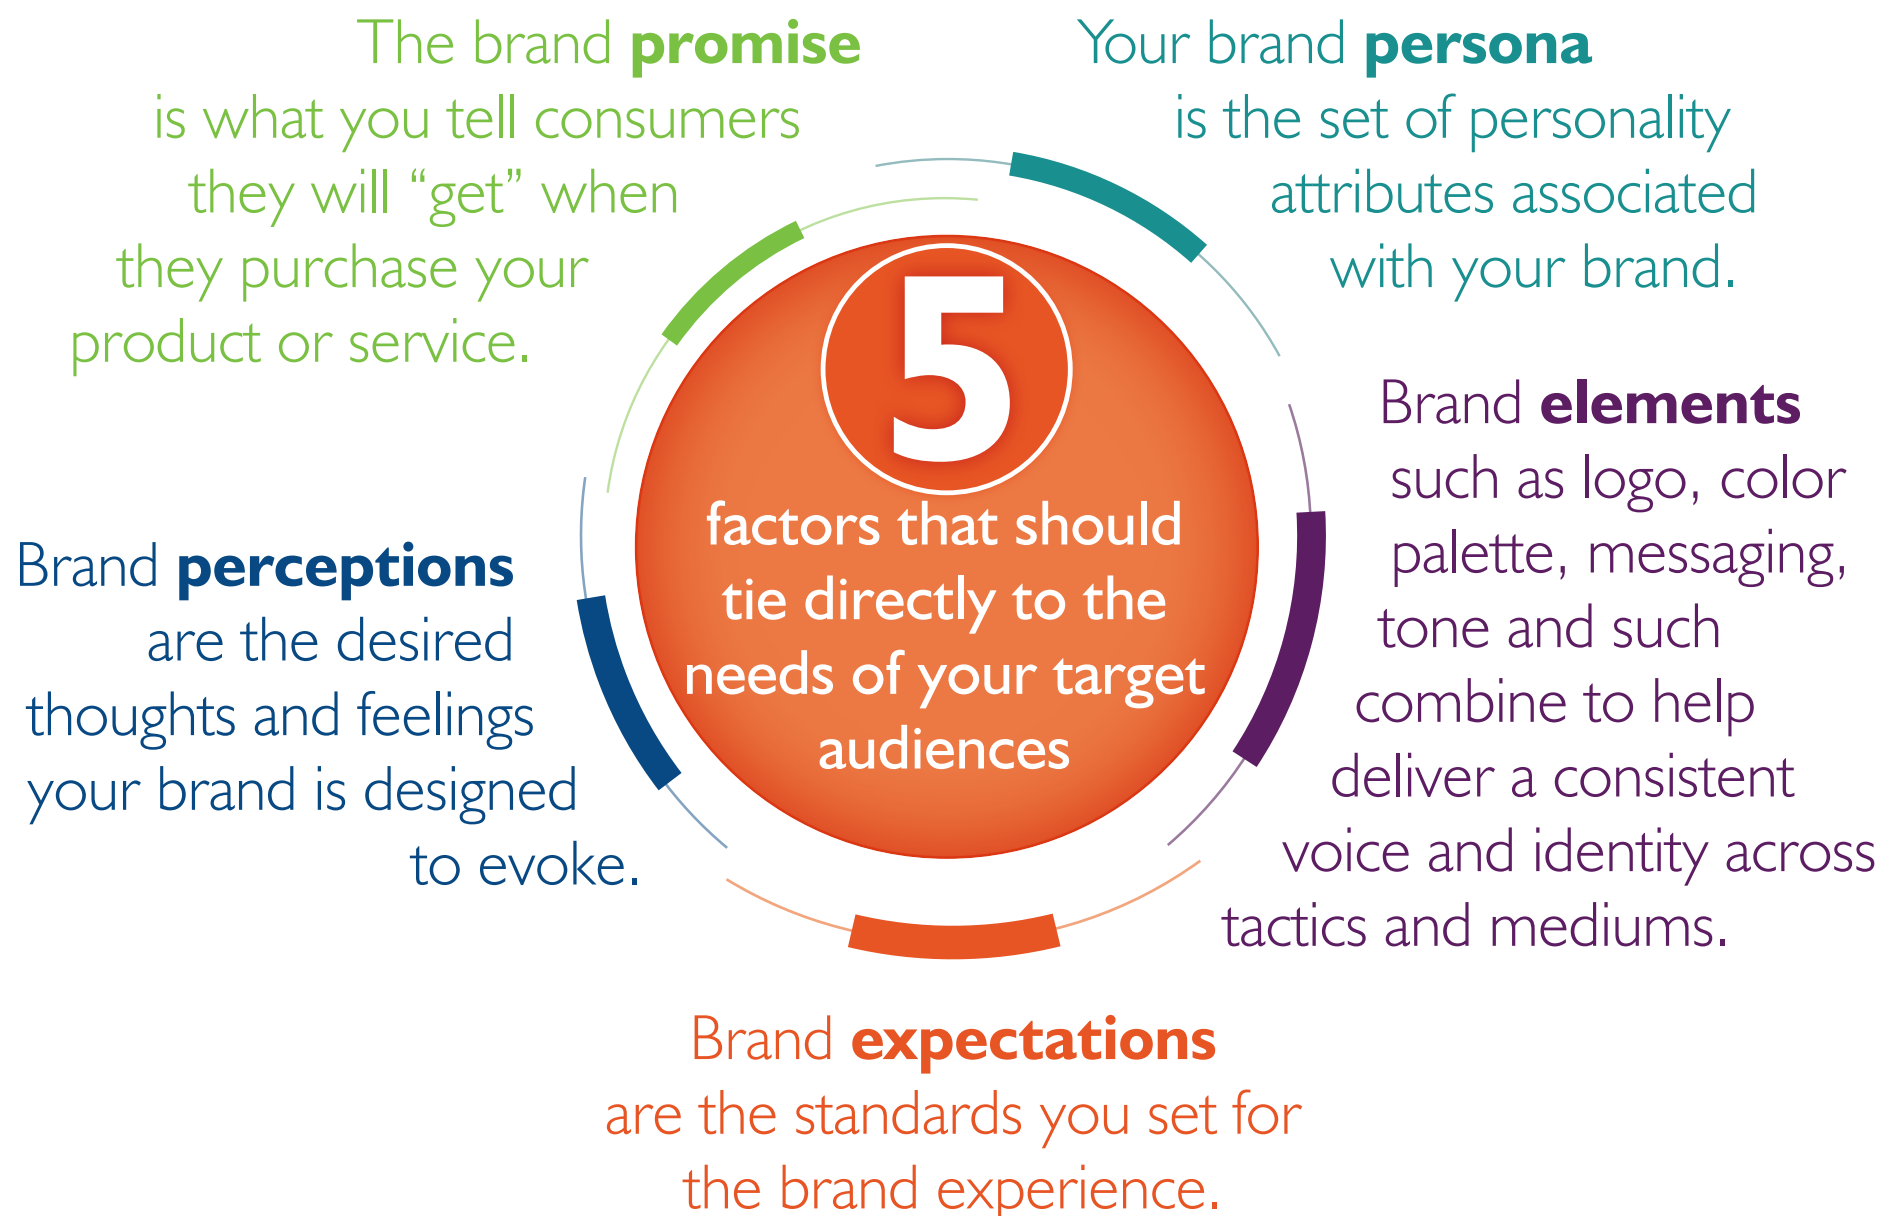 The brand promise
is what you tell consumers
they will “get” when
they purchase your
product or service.
Your brand persona
is the set of personality
attributes associated
with your brand.
5
factors that should
tie directly to the
needs of your target
audiences
Brand elements
such as logo, color
palette, messaging,
tone and such
combine to help
deliver a consistent
voice and identity across
tactics and mediums.
Brand perceptions
are the desired
thoughts and feelings
your brand is designed
to evoke.
Brand expectations
are the standards you set for
the brand experience.